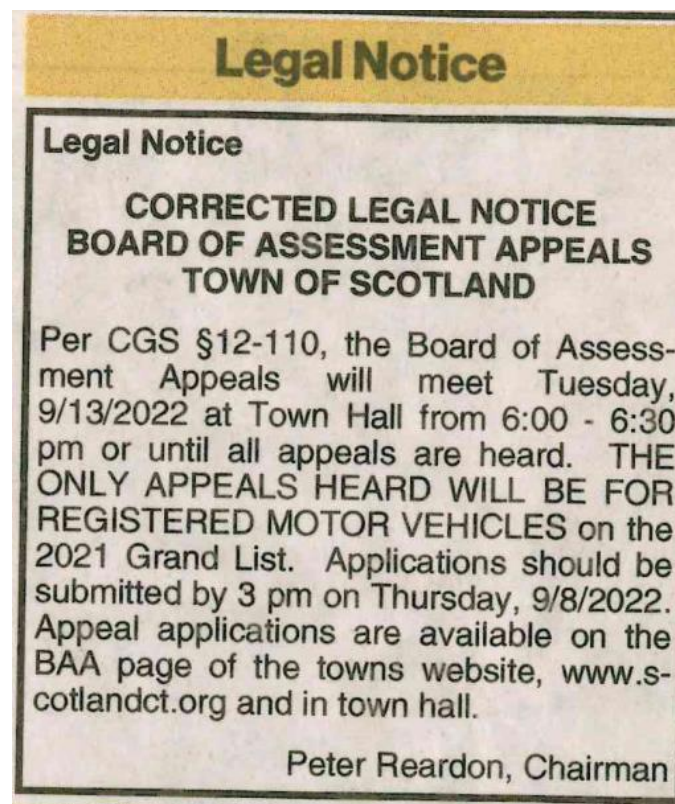 Legal Notice
Legal Notice
CORRECTED LEGAL NOTICE
BOARD OF ASSESSMENT APPEALS
TOWN OF SCOTLAND
Per CGS §12-110, the Board of Assess-
ment Appeals will meet Tuesday,
9/13/2022 at Town Hall from 6:00 - 6:30
pm or until all appeals are heard. THE
ONLY APPEALS HEARD WILL BE FOR
REGISTERED MOTOR VEHICLES on the
2021 Grand List. Applications should be
submitted by 3 pm on Thursday, 9/8/2022.
Appeal applications are available on the
BAA page of the towns website, www.s-
cotlandct.org and in town hall.
Peter Reardon, Chairman